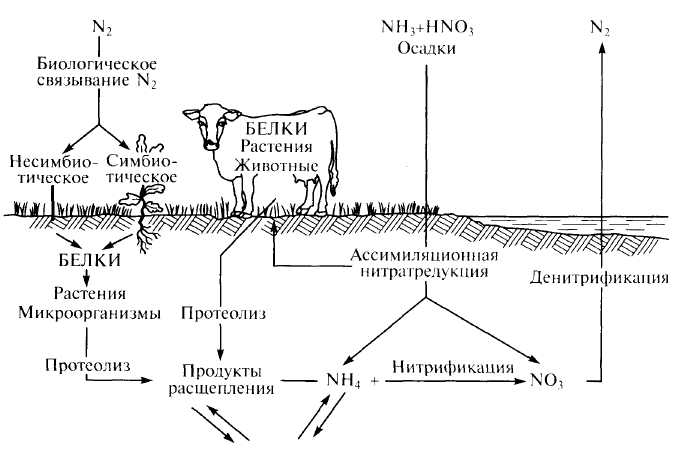 N2
Биологическое
связывание N2
Несимбио-
тическое
Симбио-
тическое
БЕЛКИ
Растения
Микроорганизмы
Протеолиз
БЕЛКИ
Растения
Животные
Протеолиз
Продукты
расщепления
NH3+HNO3
Осадки
Ассимиляционная
нитратредукция
NH4 +
Нитрификация
NO3
N2
Денитрификация